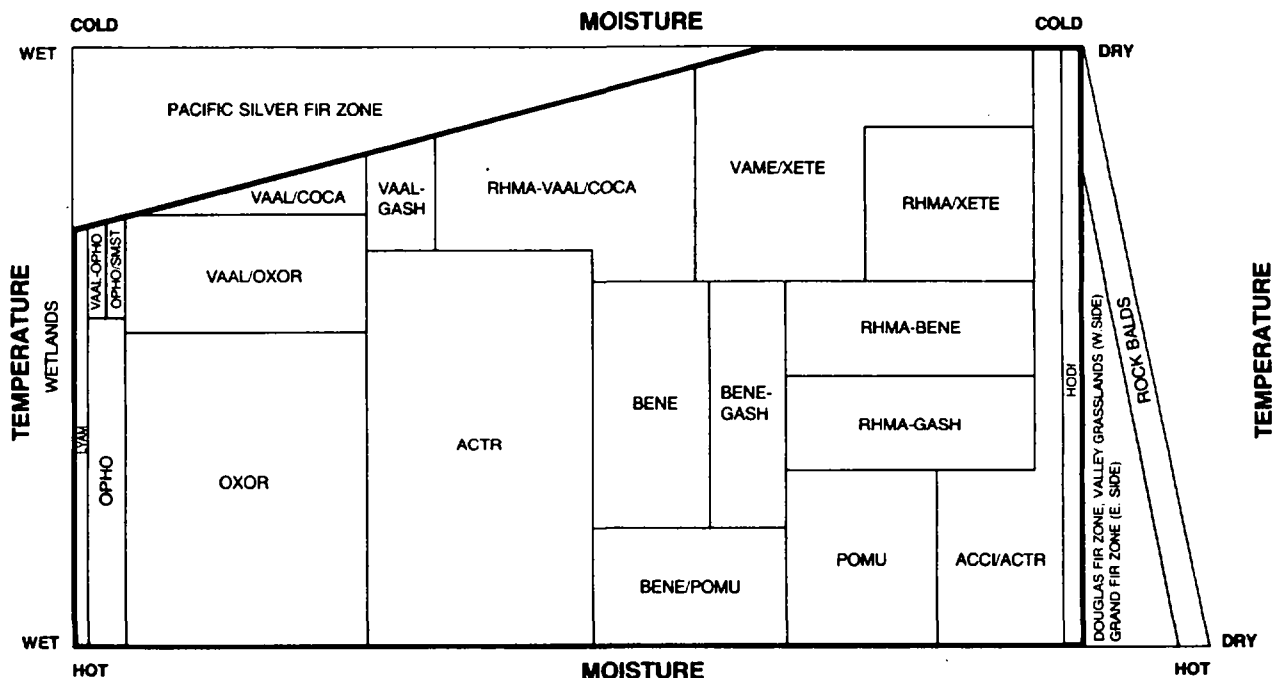 MOISTURE
COLD
COLD
WET
DRY
PACIFIC SILVER FIR ZONE
VAAL/COCA
VAAL-
GASH
RHMA-VAAL/COCA
VAME/XETE
RHMA/XETE
VAAL-OPHO
OPHO/SMST
VAAL/OXOR
TEMPERATURE
WETLANDS
LYAM
OPHO
OXOR
ACTR
BENE
BENE-
GASH
RHMA-BENE
RHMA-GASH
BENE/POMU
POMU
ACCI/ACTR
HODI
DOUGLAS FIR ZONE, VALLEY GRASSLANDS (W.SIDE)
GRAND FIR ZONE (E. SIDE)
ROCK BALDS
TEMPERATURE
WET
DRY
HOT
MOISTURE
HOT